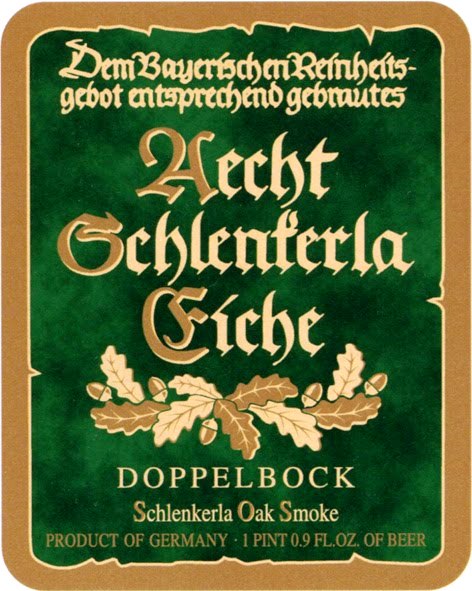 Dem Bayerischen Reinheits-
gebot entsprechend gebrautes
Aecht
Schlenkerla
Eiche
DOPPELBOCK
Schlenkerla Oak Smoke
PRODUCT OF GERMANY · 1 PINT 0.9 FL.OZ. OF BEER